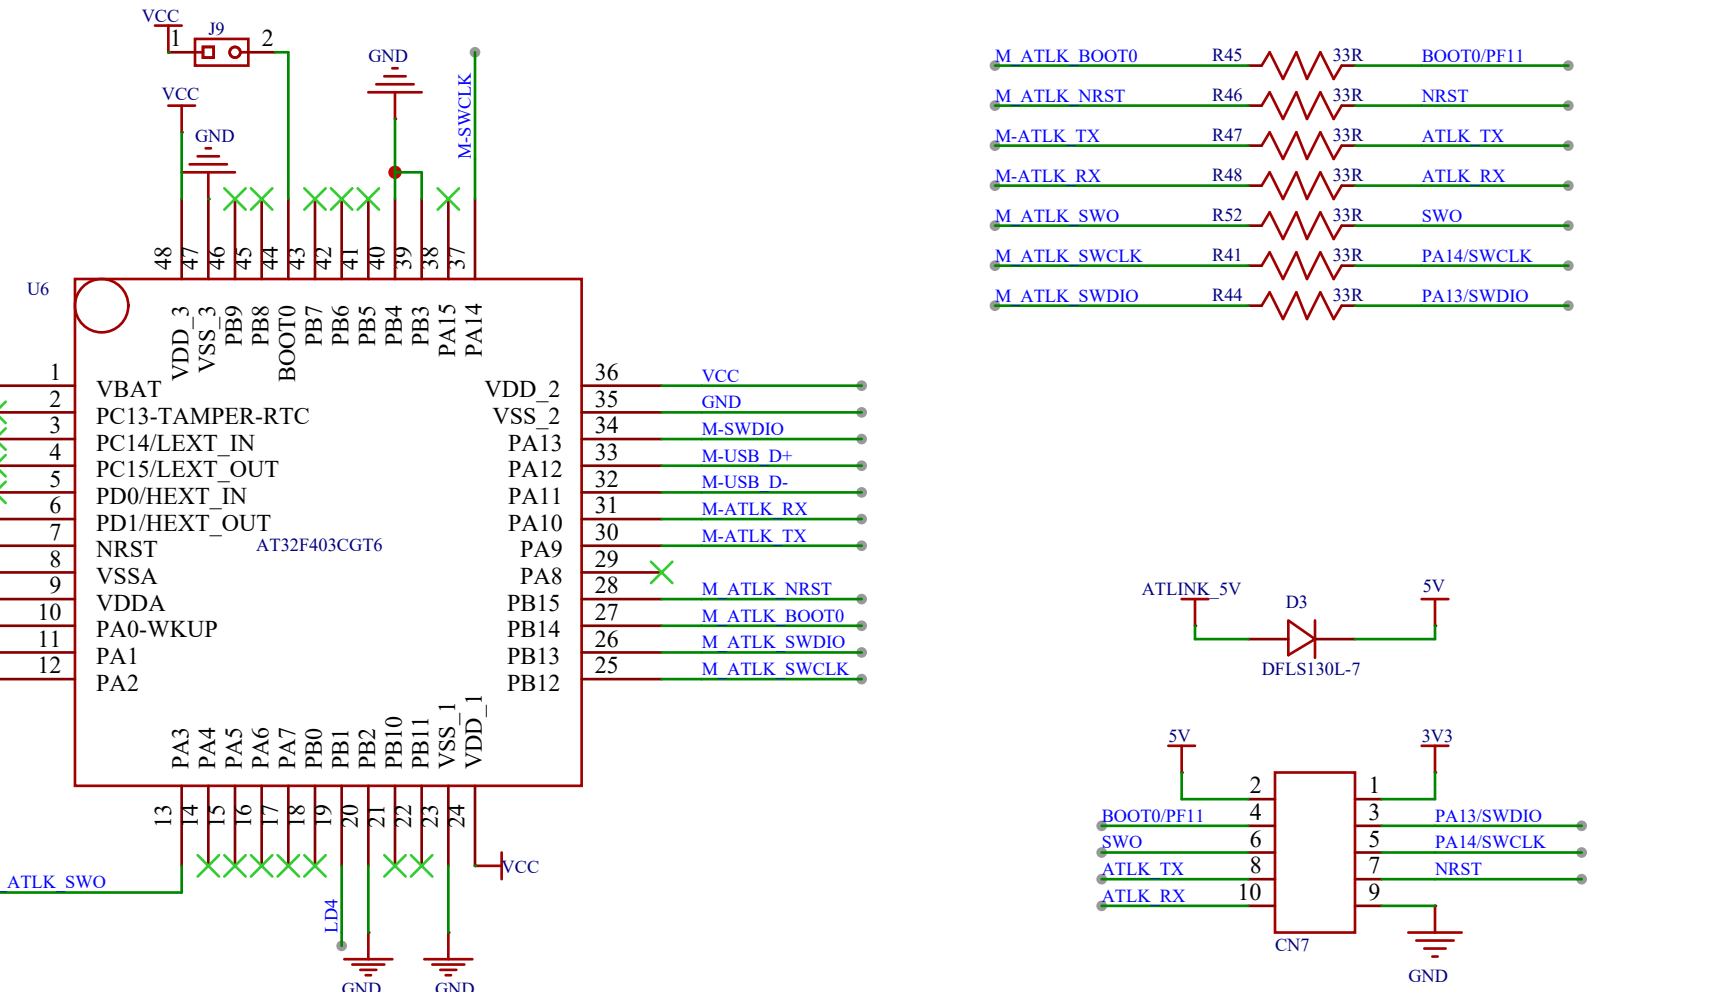 VCC
J9
1
2
GND
M-SWCLK
VCC
GND
48
47
46
45
44
43
42
41
40
39
38
37
U6
VDD_3
VSS_3
PB9
PB8
BOOT0
PB7
PB6
PB5
PB4
PB3
PA15
PA14
1 VBAT
2 PC13-TAMPER-RTC
3 PC14/LEXT_IN
4 PC15/LEXT_OUT
5 PD0/HEXT_IN
6 PD1/HEXT_OUT
7 NRST
8 VSSA
9 VDDA
10 PA0-WKUP
11 PA1
12 PA2
AT32F403CGT6
VDD_2 36 VCC
VSS_2 35 GND
PA13 34 M-SWDIO
PA12 33 M-USB_D+
PA11 32 M-USB_D-
PA10 31 M-ATLK_RX
PA9 30 M-ATLK_TX
PA8 29
PB15 28 M_ATLK_NRST
PB14 27 M_ATLK_BOOT0
PB13 26 M_ATLK_SWDIO
PB12 25 M_ATLK_SWCLK
PA3
PA4
PA5
PA6
PA7
PB0
PB1
PB2
PB10
PB11
VSS_1
VDD_1
13
14
15
16
17
18
19
20
21
22
23
24
VCC
ATLK_SWO
LD4
GND
GND
M_ATLK_BOOT0 R45 33R BOOT0/PF11
M_ATLK_NRST R46 33R NRST
M-ATLK_TX R47 33R ATLK_TX
M-ATLK_RX R48 33R ATLK_RX
M_ATLK_SWO R52 33R SWO
M_ATLK_SWCLK R41 33R PA14/SWCLK
M_ATLK_SWDIO R44 33R PA13/SWDIO
ATLINK_5V
D3
5V
DFLS130L-7
5V
3V3
2 1
BOOT0/PF11 4 3 PA13/SWDIO
SWO 6 5 PA14/SWCLK
ATLK_TX 8 7 NRST
ATLK_RX 10 9
CN7
GND